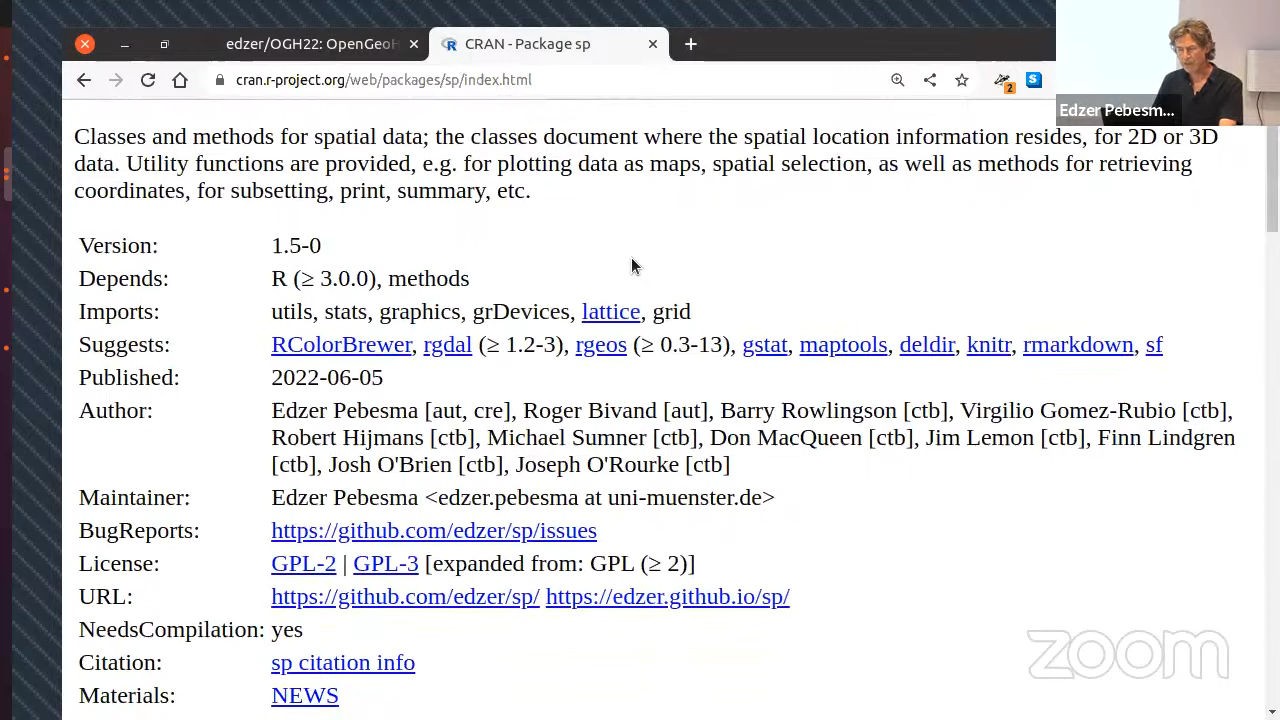 edzer/OGH22: OpenGeoH
CRAN - Package sp
cran.r-project.org/web/packages/sp/index.html
2
S
Edzer Pebesm...
Classes and methods for spatial data; the classes document where the spatial location information resides, for 2D or 3D
data. Utility functions are provided, e.g. for plotting data as maps, spatial selection, as well as methods for retrieving
coordinates, for subsetting, print, summary, etc.
Version: 1.5-0
Depends: R (≥ 3.0.0), methods
Imports: utils, stats, graphics, grDevices, lattice, grid
Suggests: RColorBrewer, rgdal (≥ 1.2-3), rgeos (≥ 0.3-13), gstat, maptools, deldir, knitr, rmarkdown, sf
Published: 2022-06-05
Author: Edzer Pebesma [aut, cre], Roger Bivand [aut], Barry Rowlingson [ctb], Virgilio Gomez-Rubio [ctb],
Robert Hijmans [ctb], Michael Sumner [ctb], Don MacQueen [ctb], Jim Lemon [ctb], Finn Lindgren
[ctb], Josh O'Brien [ctb], Joseph O'Rourke [ctb]
Maintainer: Edzer Pebesma <edzer.pebesma at uni-muenster.de>
BugReports: https://github.com/edzer/sp/issues
License: GPL-2 | GPL-3 [expanded from: GPL (≥ 2)]
URL: https://github.com/edzer/sp/ https://edzer.github.io/sp/
NeedsCompilation: yes
Citation: sp citation info
Materials: NEWS
zoom